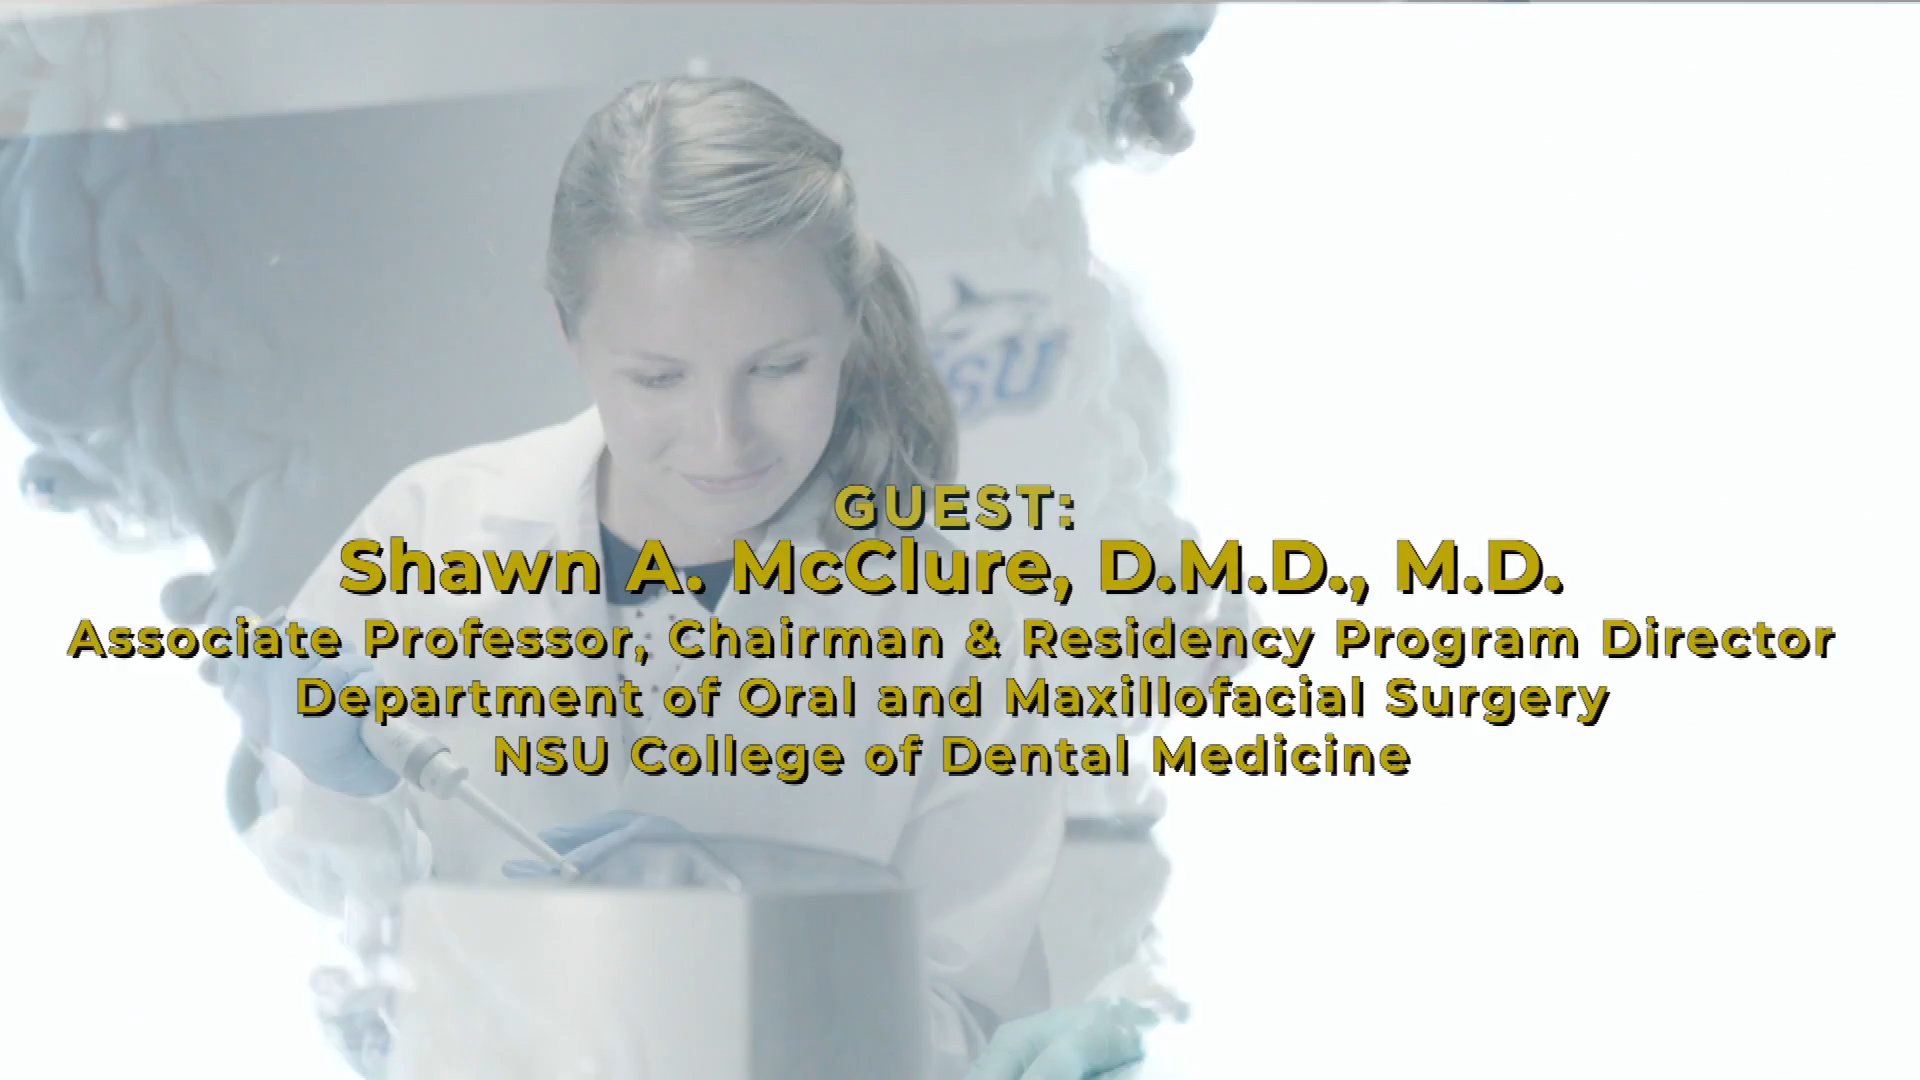 NSU
GUEST:
Shawn A. McClure, D.M.D., M.D.
Associate Professor, Chairman & Residency Program Director
Department of Oral and Maxillofacial Surgery
NSU College of Dental Medicine